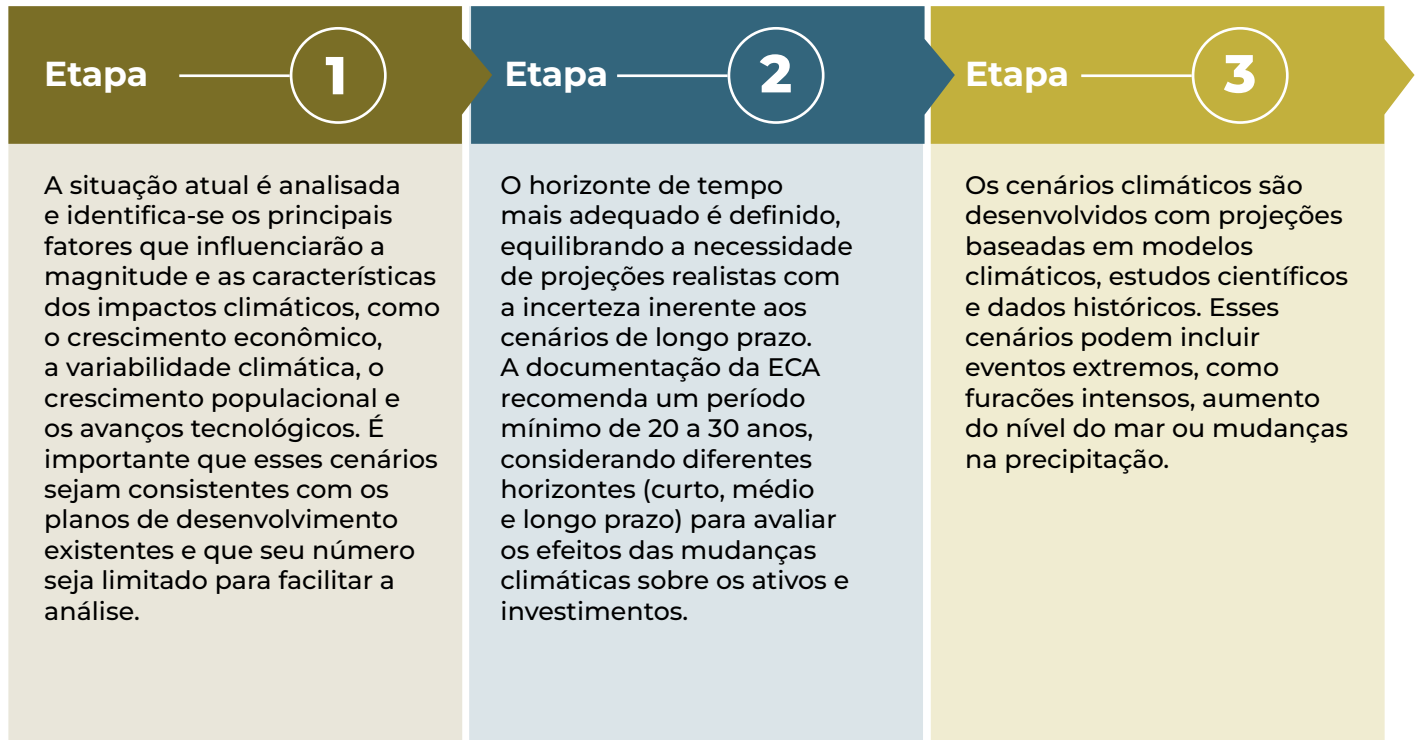 Etapa 1
A situação atual é analisada
e identifica-se os principais
fatores que influenciarão a
magnitude e as características
dos impactos climáticos, como
o crescimento econômico,
a variabilidade climática, o
crescimento populacional e
os avanços tecnológicos. É
importante que esses cenários
sejam consistentes com os
planos de desenvolvimento
existentes e que seu número
seja limitado para facilitar a
análise.
Etapa 2
O horizonte de tempo
mais adequado é definido,
equilibrando a necessidade
de projeções realistas com
a incerteza inerente aos
cenários de longo prazo.
A documentação da ECA
recomenda um período
mínimo de 20 a 30 anos,
considerando diferentes
horizontes (curto, médio
e longo prazo) para avaliar
os efeitos das mudanças
climáticas sobre os ativos e
investimentos.
Etapa 3
Os cenários climáticos são
desenvolvidos com projeções
baseadas em modelos
climáticos, estudos científicos
e dados históricos. Esses
cenários podem incluir
eventos extremos, como
furacões intensos, aumento
do nível do mar ou mudanças
na precipitação.